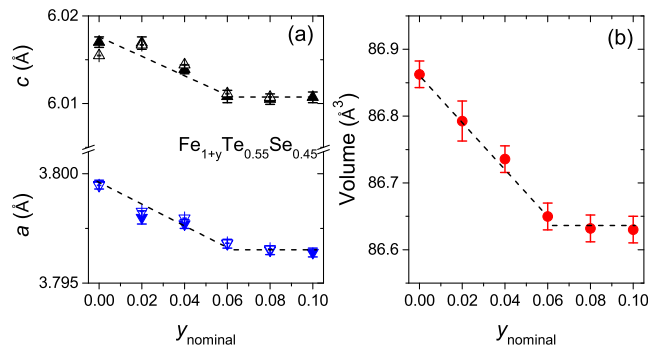 6.02
(a)
c (Å)
6.01
Fe1+yTe0.55Se0.45
3.800
a (Å)
3.795
0.00 0.02 0.04 0.06 0.08 0.10
ynominal
86.9
(b)
86.8
Volume (Å3)
86.7
86.6
0.00 0.02 0.04 0.06 0.08 0.10
ynominal